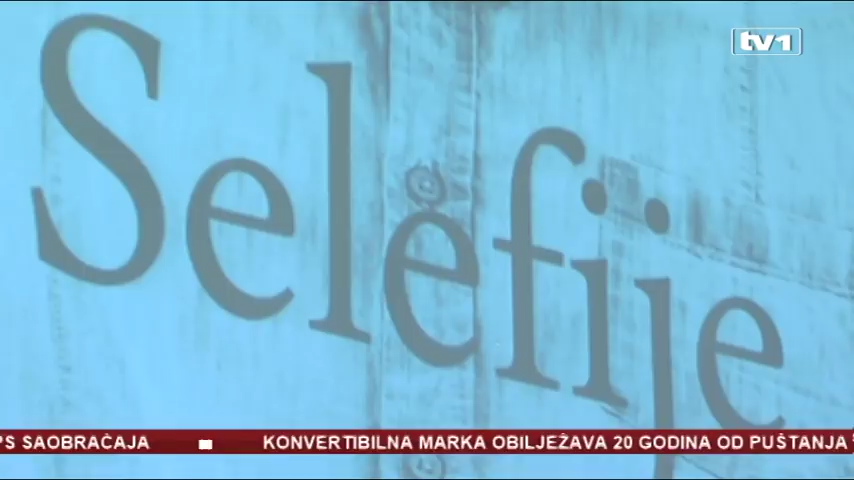 tv1
Selefije
PS SAOBRAĆAJA KONVERTIBILNA MARKA OBILJEŽAVA 20 GODINA OD PUŠTANJA